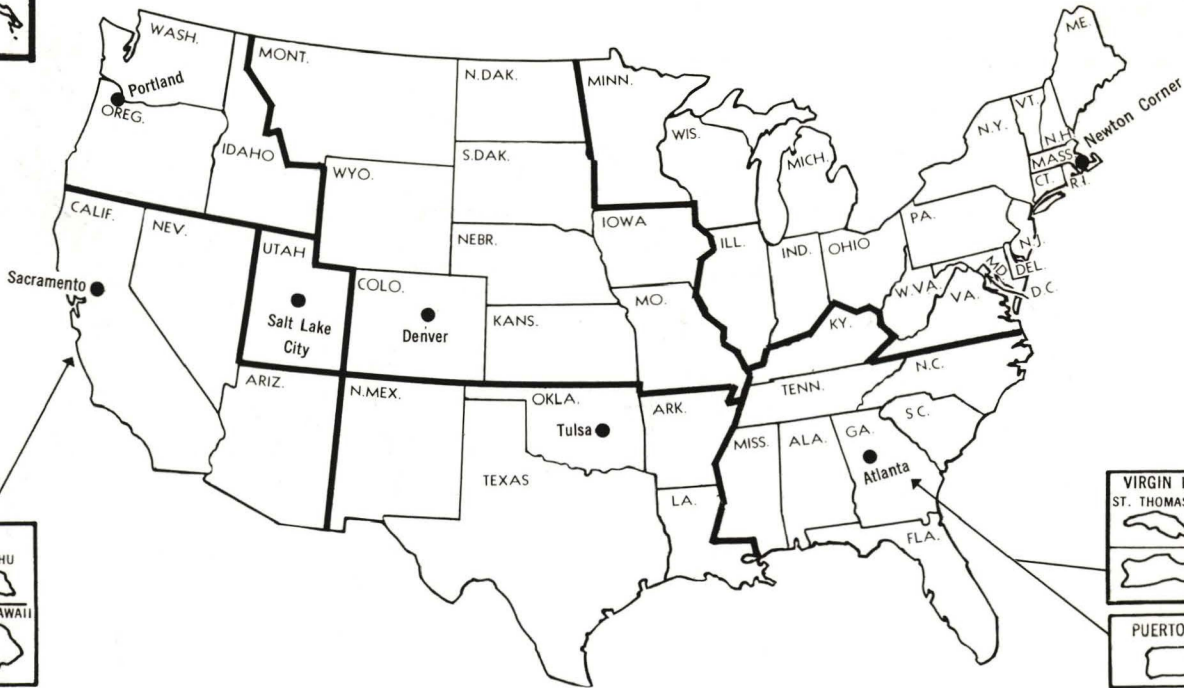 WASH.
Portland
OREG.
IDAHO
MONT.
N.DAK.
MINN.
S.DAK.
WYO.
WIS.
MICH.
ME.
VT.
N.H.
N.Y.
Newton Corner
MASS.
CT.
R.I.
CALIF.
NEV.
UTAH
NEBR.
IOWA
ILL.
IND.
OHIO
PA.
N.J.
MD.
DEL.
D.C.
W.VA.
VA.
Sacramento
Salt Lake
City
COLO.
Denver
KANS.
MO.
KY.
ARIZ.
N.MEX.
OKLA.
Tulsa
ARK.
TENN.
N.C.
S.C.
MISS.
ALA.
GA.
Atlanta
TEXAS
LA.
FLA.
HU
AWAII
VIRGIN
ST. THOMAS
PUERTO